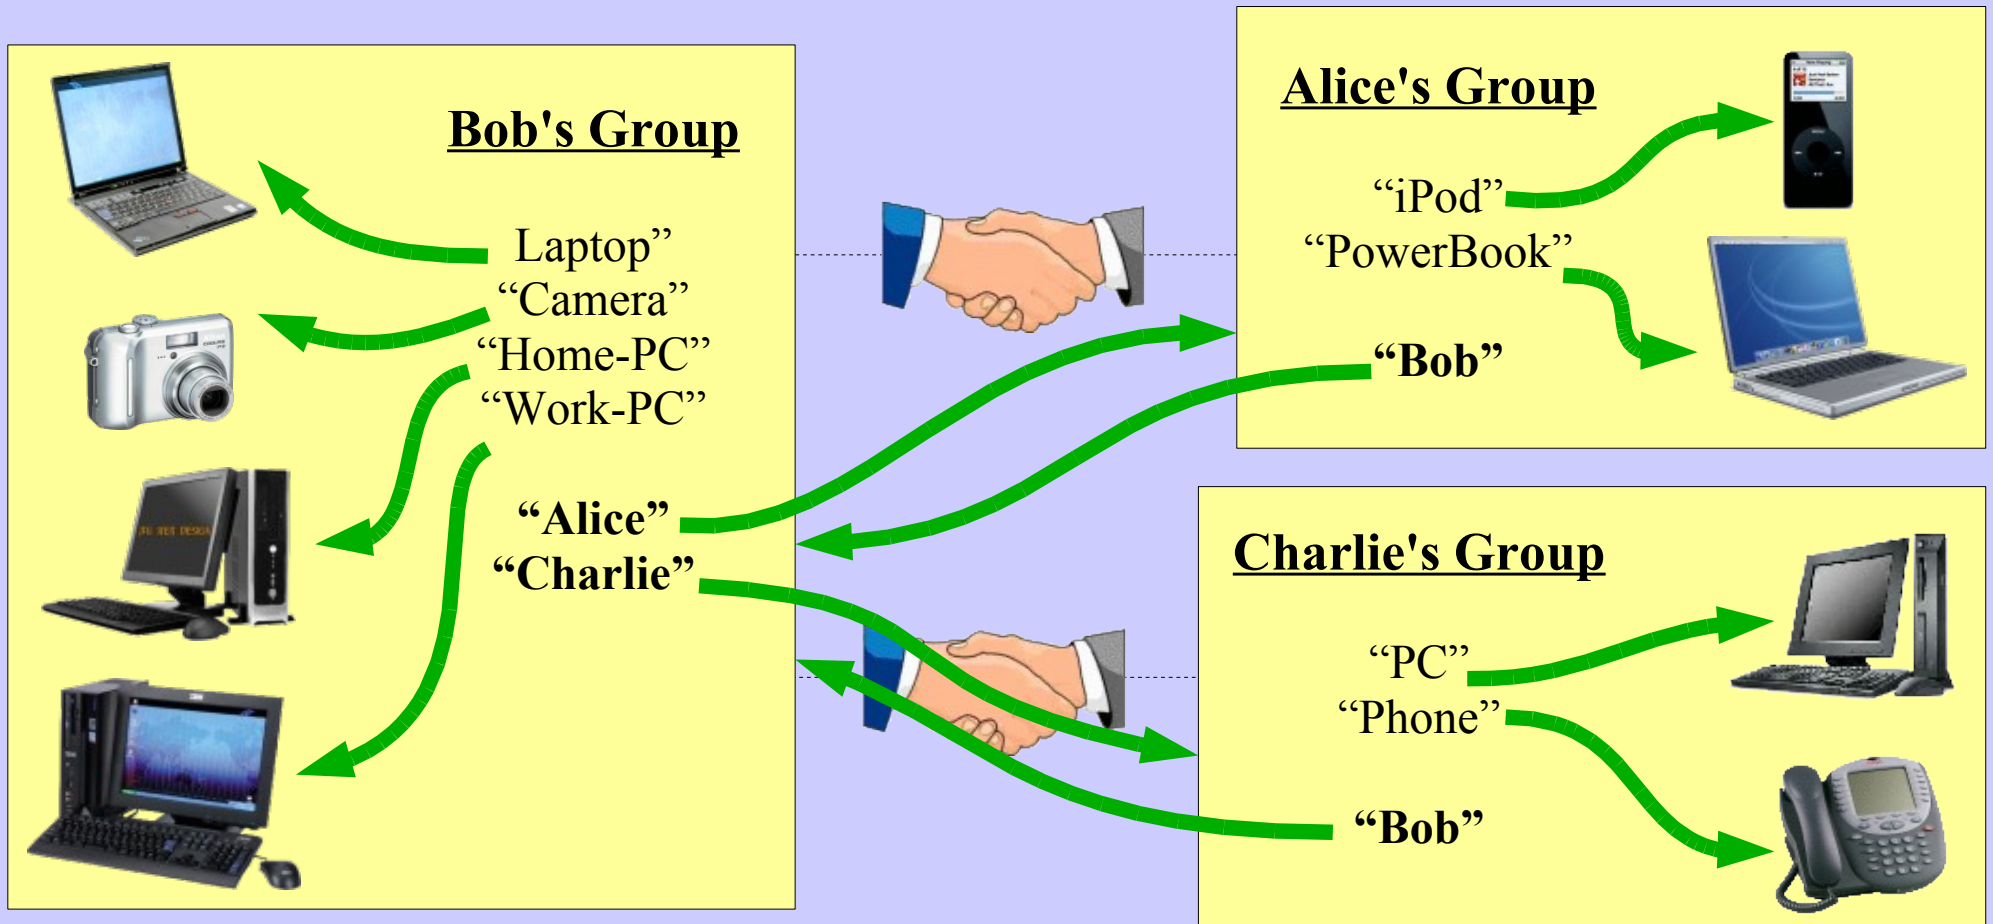 Bob's Group
Laptop”
“Camera”
“Home-PC”
“Work-PC”
“Alice”
“Charlie”
Alice's Group
“iPod”
“PowerBook”
“Bob”
Charlie's Group
“PC”
“Phone”
“Bob”